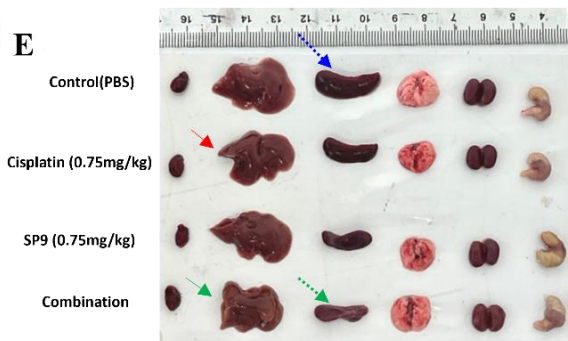 16 16 15 14 13 12 11 10 9 8 7 6 5 4
E
Control(PBS)
Cisplatin (0.75mg/kg)
SP9 (0.75mg/kg)
Combination